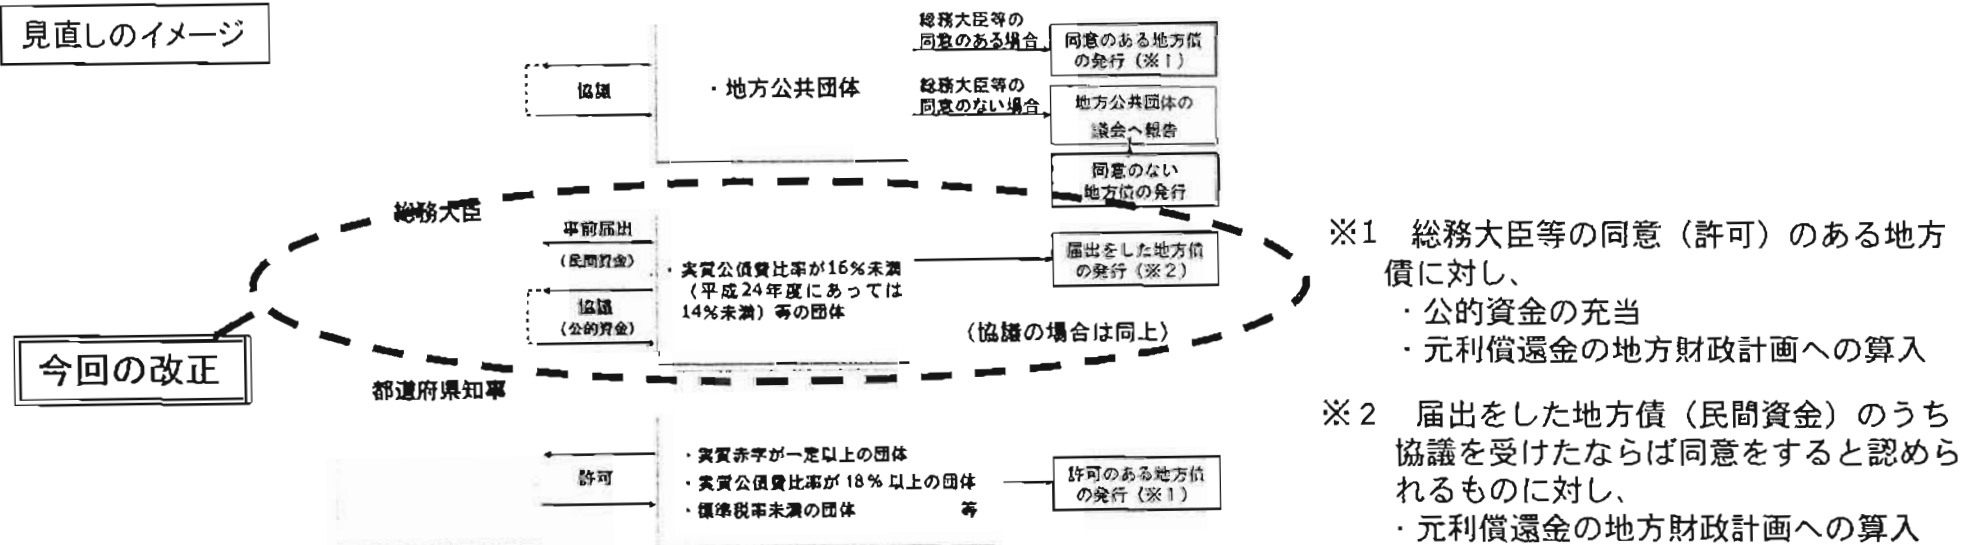 見直しのイメージ
協議
・地方公共団体
総務大臣等の
同意のある場合
同意のある地方債
の発行（※1）
総務大臣等の
同意のない場合
地方公共団体の
議会へ報告
同意のない
地方債の発行
総務大臣
都道府県知事
今回の改正
事前届出
（民間資金）
協議
（公的資金）
・実質公債費比率が16%未満
（平成24年度にあっては
14%未満）等の団体
届出をした地方債
の発行（※2）
（協議の場合は同上）
許可
・実質赤字が一定以上の団体
・実質公債費比率が18%以上の団体
・標準税率未満の団体　等
許可のある地方債
の発行（※1）
※1　総務大臣等の同意（許可）のある地方
債に対し、
・公的資金の充当
・元利償還金の地方財政計画への算入
※2　届出をした地方債（民間資金）のうち
協議を受けたならば同意をすると認めら
れるものに対し、
・元利償還金の地方財政計画への算入